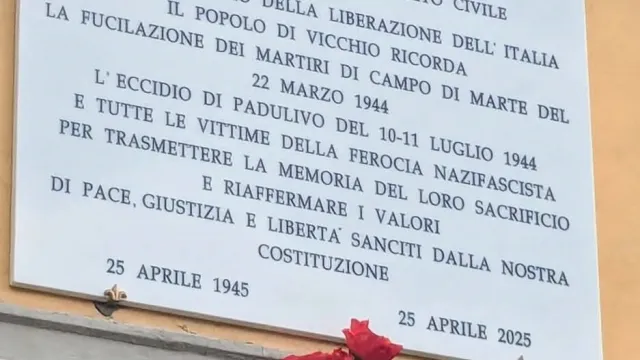 CIVILE
DELLA LIBERAZIONE DELL' ITALIA
IL POPOLO DI VICCHIO RICORDA
LA FUCILAZIONE DEI MARTIRI DI CAMPO DI MARTE DEL
22 MARZO 1944
L' ECCIDIO DI PADULIVO DEL 10-11 LUGLIO 1944
E TUTTE LE VITTIME DELLA FEROCIA NAZIFASCISTA
PER TRASMETTERE LA MEMORIA DEL LORO SACRIFICIO
E RIAFFERMARE I VALORI
DI PACE, GIUSTIZIA E LIBERTA' SANCITI DALLA NOSTRA
COSTITUZIONE
25 APRILE 1945
25 APRILE 2025